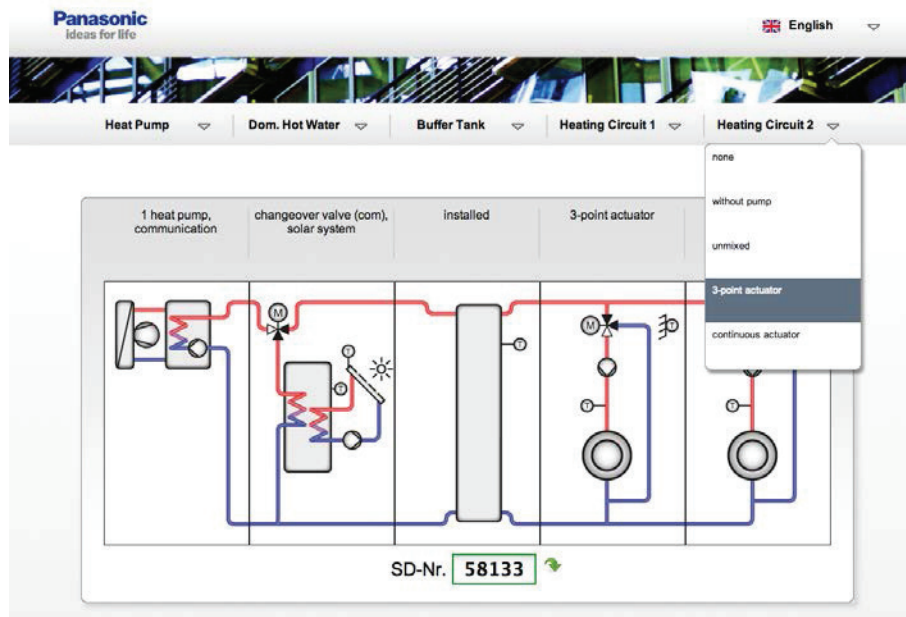 Panasonic
ideas for life
English
Heat Pump
Dom. Hot Water
Buffer Tank
Heating Circuit 1
Heating Circuit 2
none
without pump
unmixed
3-point actuator
continuous actuator
1 heat pump,
communication
changeover valve (com),
solar system
installed
3-point actuator
M
T
T
T
M
T
T
T
SD-Nr. 58133